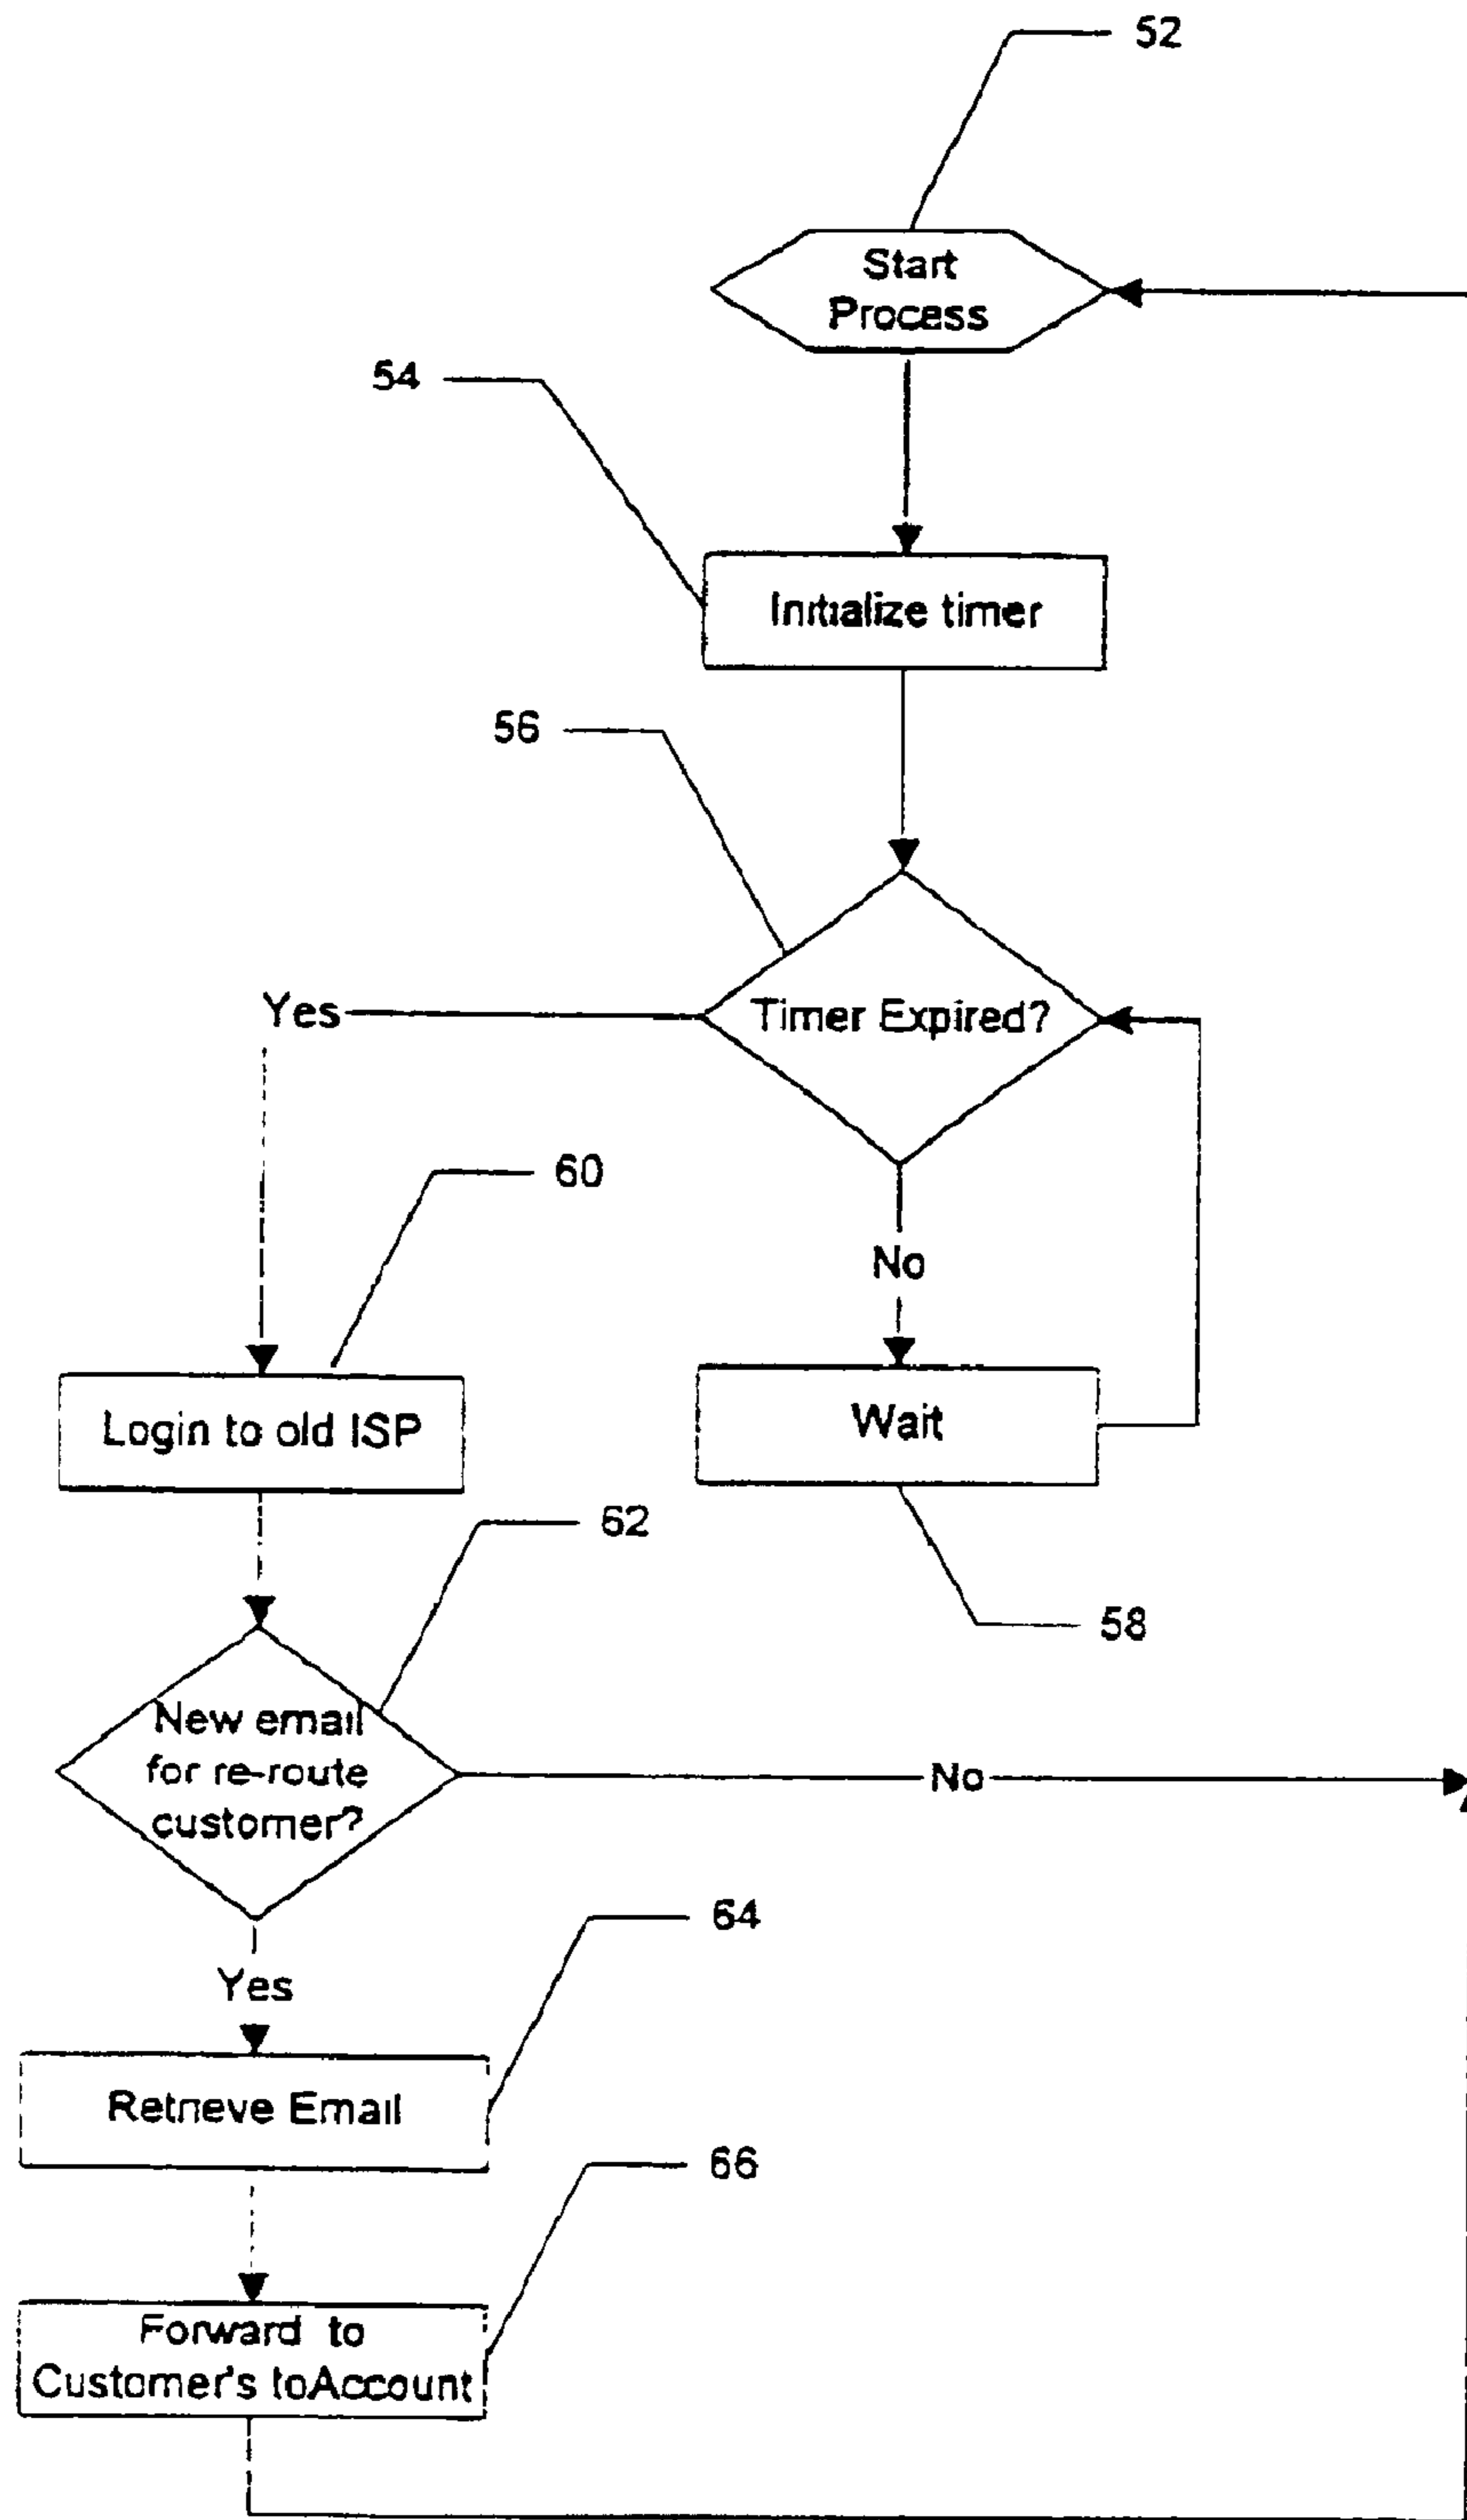 52
Start
Process
54
Initialize timer
56
Timer Expired?
Yes
60
No
Login to old ISP
Wait
62
58
New email
for re-route
customer?
No
64
Yes
Retrieve Email
66
Forward to
Customer's toAccount